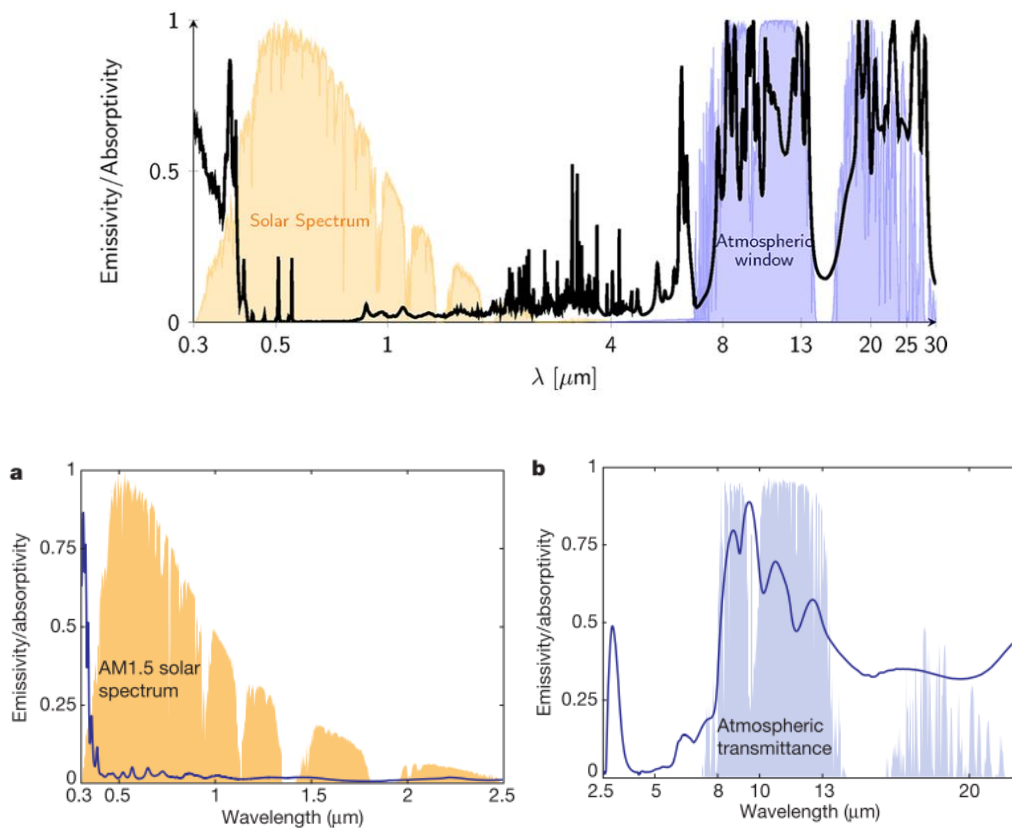 1
Emissivity/Absorptivity
0.5
Solar Spectrum
Atmospheric
window
0
0.3 0.5 1 4 8 13 20 25 30
λ [μm]
a
1
Emissivity/absorptivity
0.75
0.5
AM1.5 solar
spectrum
0.25
0
0.3 0.5 1 1.5 2 2.5
Wavelength (μm)
b
1
Emissivity/absorptivity
0.75
0.5
0.25
Atmospheric
transmittance
0
2.5 5 8 10 13 20
Wavelength (μm)